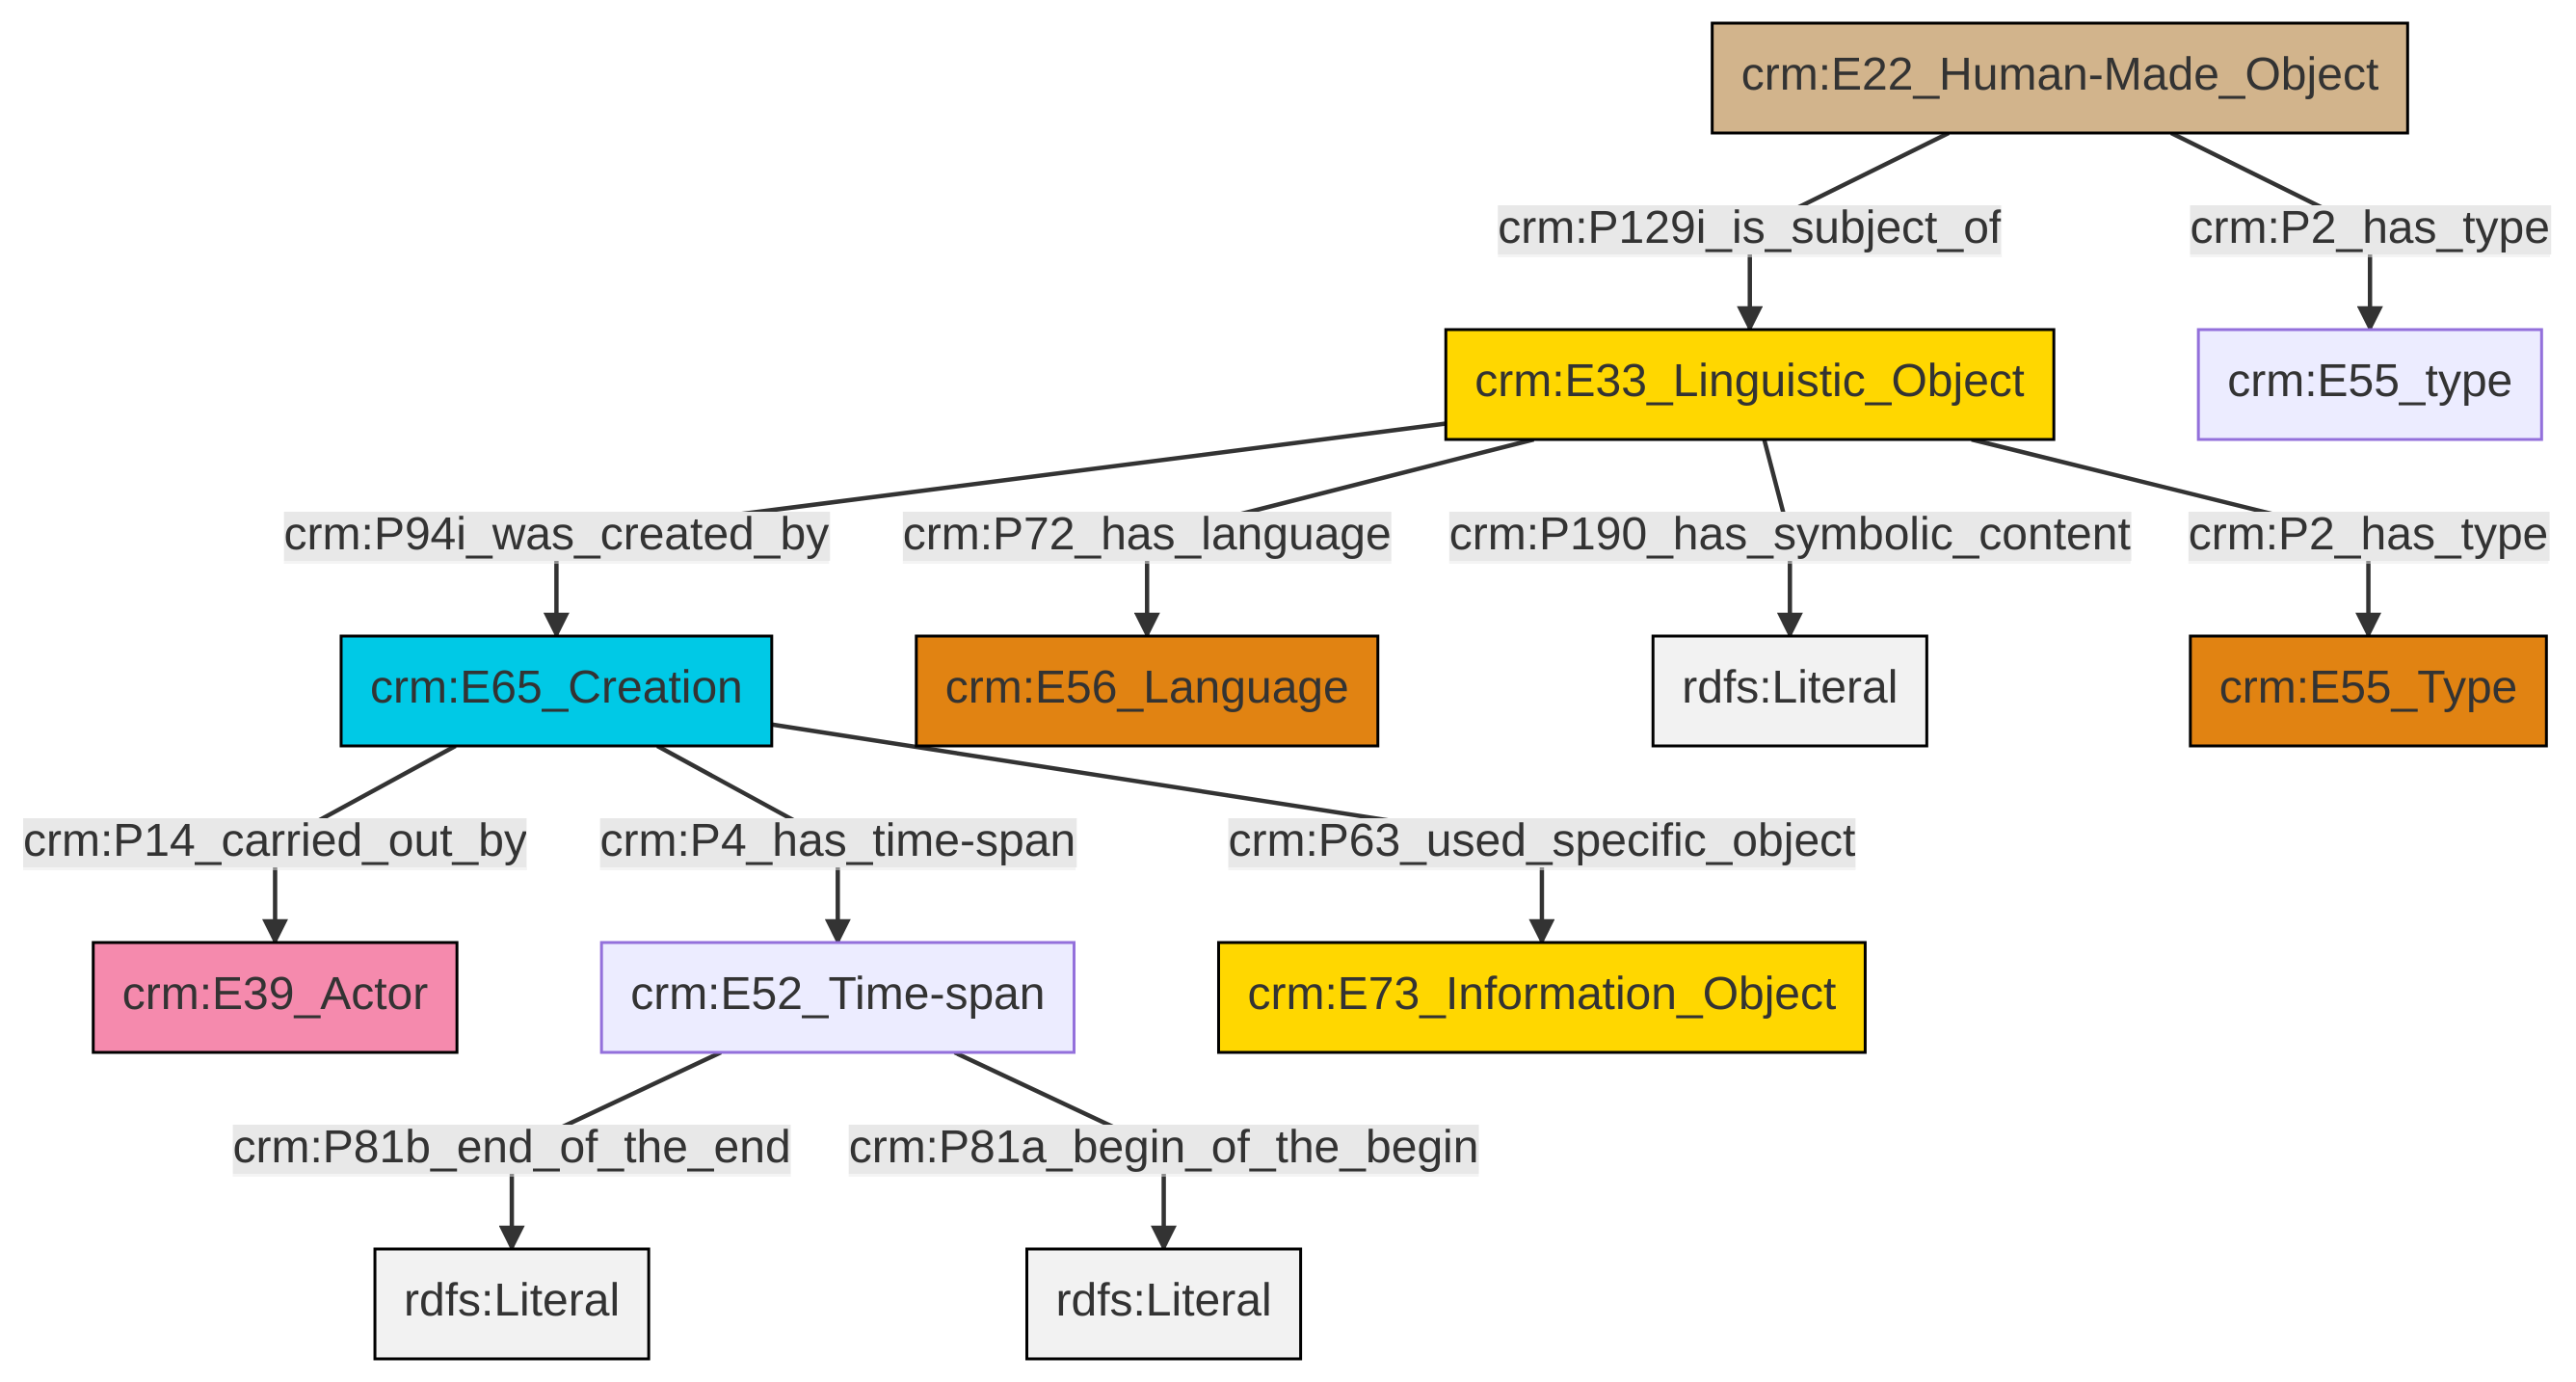 crm:E22_Human-Made_Object
crm:P129i_is_subject_of
crm:P2_has_type
crm:E33_Linguistic_Object
crm:E55_type
crm:P94i_was_created_by
crm:P72_has_language
crm:P190_has_symbolic_content
crm:P2_has_type
crm:E65_Creation
crm:E56_Language
rdfs:Literal
crm:E55_Type
crm:P14_carried_out_by
crm:P4_has_time-span
crm:P63_used_specific_object
crm:E39_Actor
crm:E52_Time-span
crm:E73_Information_Object
crm:P81b_end_of_the_end
crm:P81a_begin_of_the_begin
rdfs:Literal
rdfs:Literal